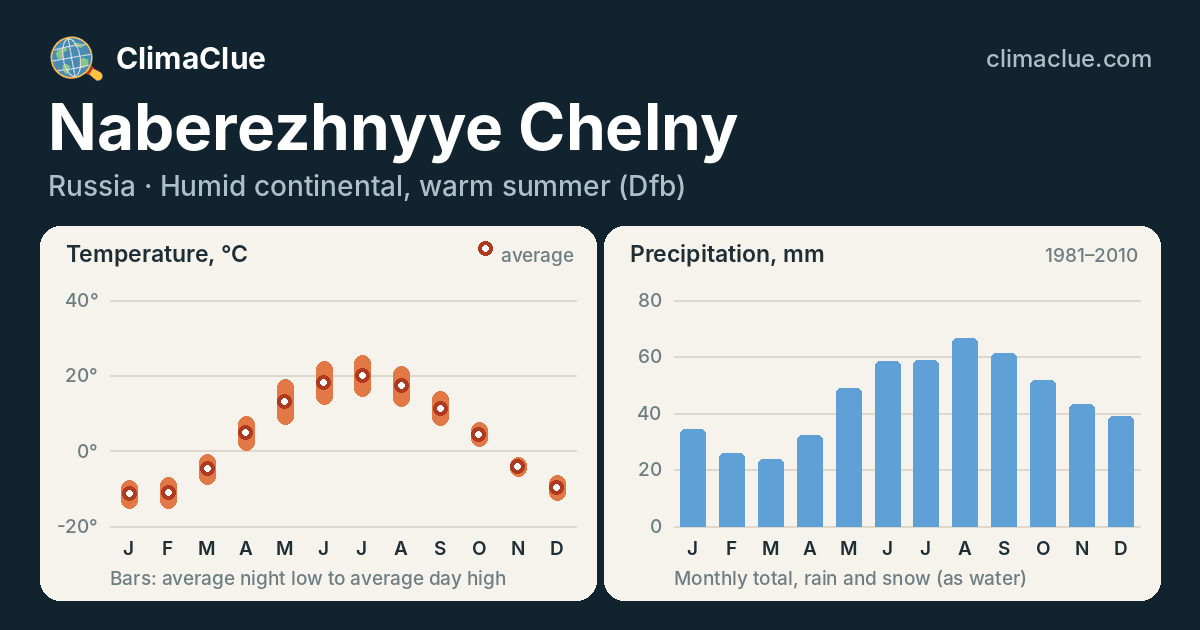 ClimaClue
climaclue.com
Naberezhnyye Chelny
Russia · Humid continental, warm summer (Dfb)
Temperature, °C
average
40°
20°
0°
-20°
J F M A M J J A S O N D
Bars: average night low to average day high
Precipitation, mm
1981–2010
80
60
40
20
0
J F M A M J J A S O N D
Monthly total, rain and snow (as water)